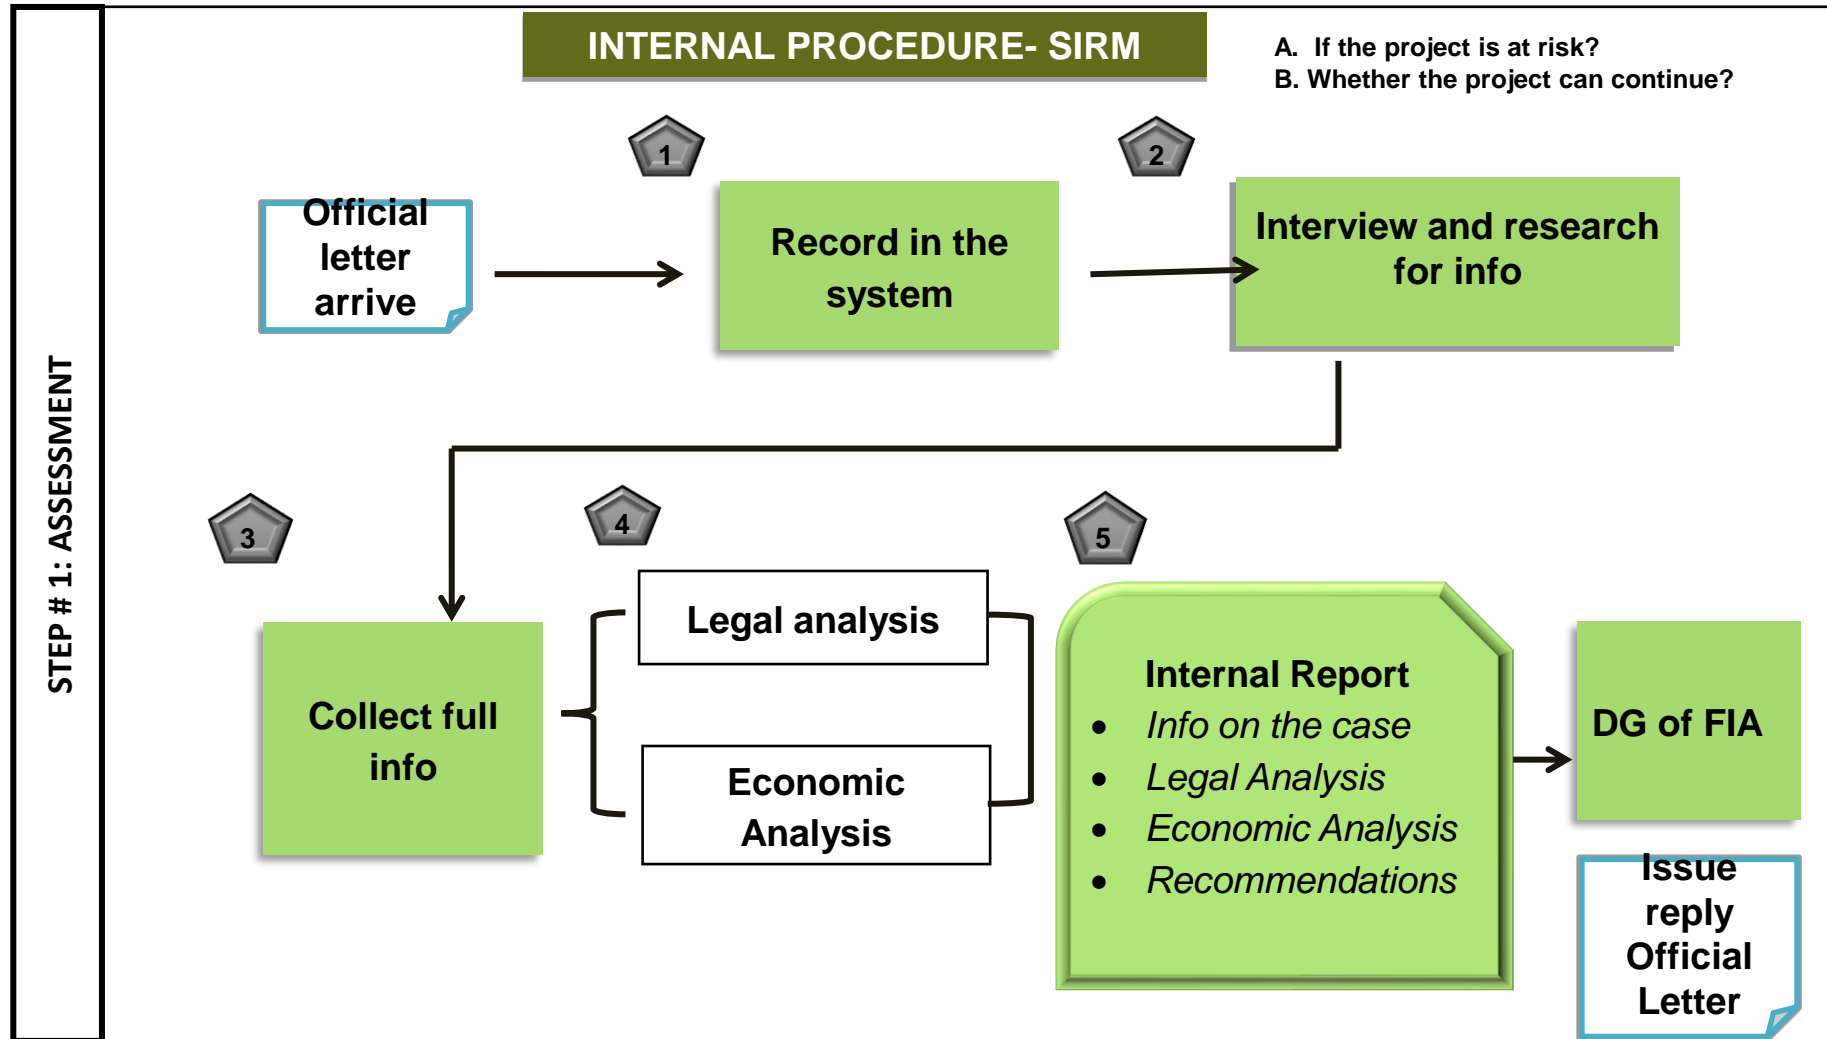 INTERNAL PROCEDURE- SIRM
A. If the project is at risk?
B. Whether the project can continue?
STEP # 1: ASSESSMENT
1
2
Official
letter
arrive
Record in the
system
Interview and research
for info
3
4
5
Collect full
info
Legal analysis
Economic
Analysis
Internal Report
• Info on the case
• Legal Analysis
• Economic Analysis
• Recommendations
DG of FIA
Issue
reply
Official
Letter